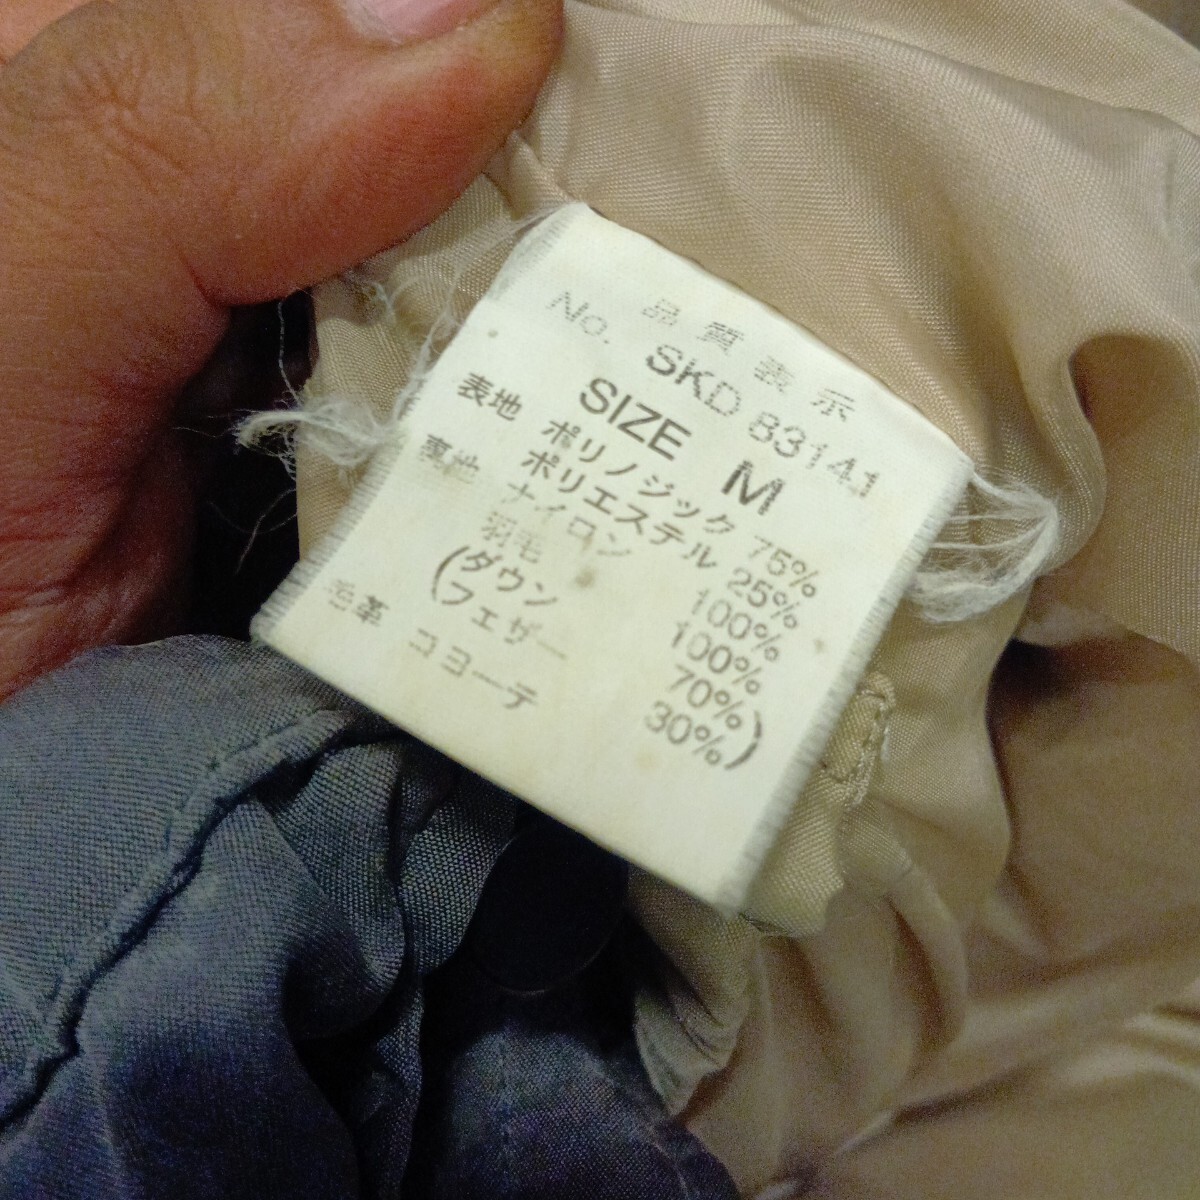 品質表示
No. SKD 83141
SIZE M
表地 ポリノジック 75%
ポリエステル 25%
裏地 ナイロン 100%
羽毛 100%
(ダウン 70%
フェザー 30%)
毛革 コヨーテ